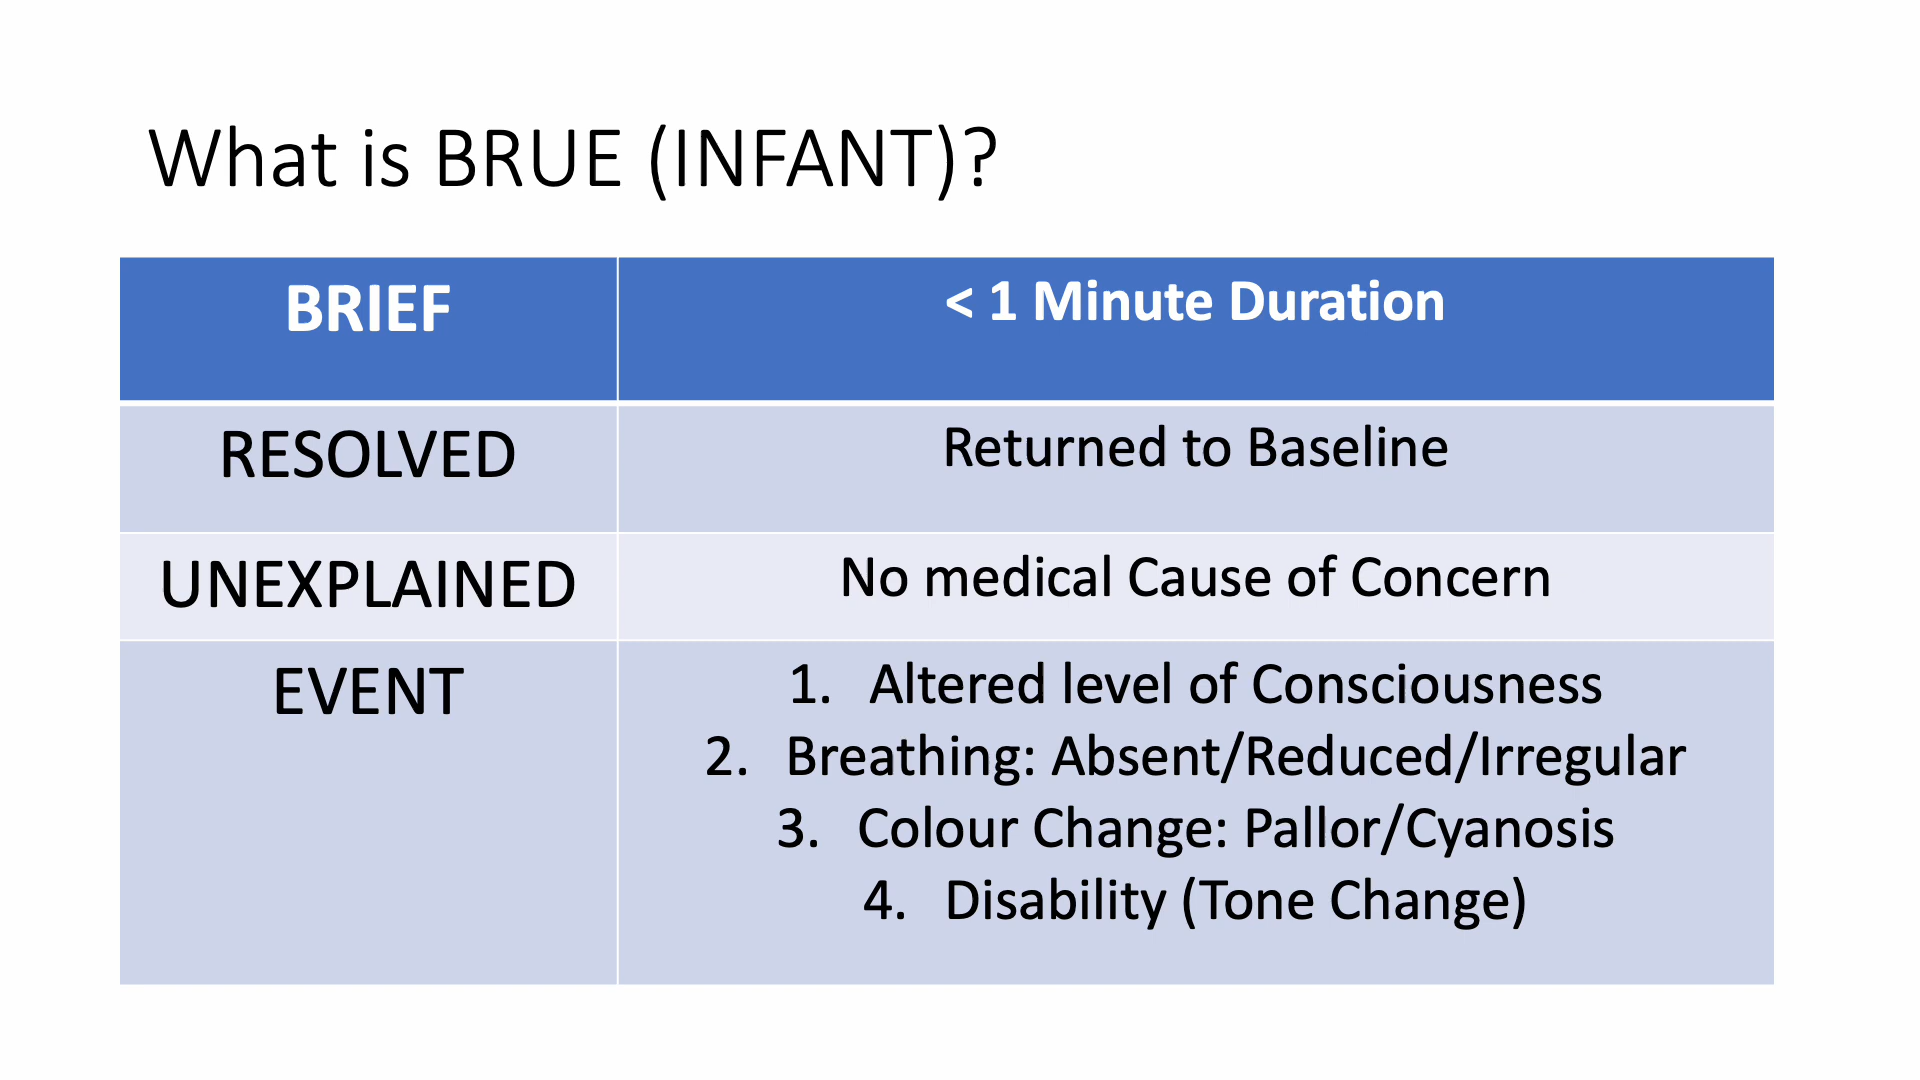 What is BRUE (INFANT)?
BRIEF
< 1 Minute Duration
RESOLVED
Returned to Baseline
UNEXPLAINED
No medical Cause of Concern
EVENT
1. Altered level of Consciousness
2. Breathing: Absent/Reduced/Irregular
3. Colour Change: Pallor/Cyanosis
4. Disability (Tone Change)